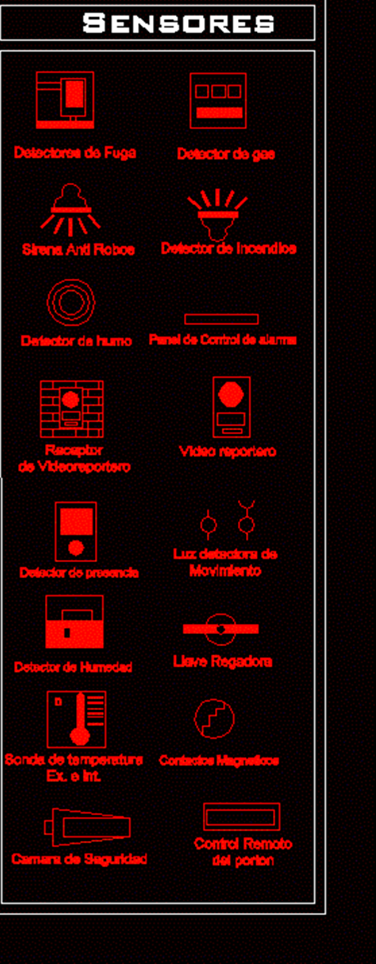 SENSORES
Detectores de Fuga
Detector de gas
Sirena Anti Robos
Detector de Incendios
Detector de humo
Panel de Control de alarma
Receptor
de Videoreportero
Video reportero
Detector de presencia
Luz detectora de
Movimiento
Detector de Humedad
Llave Regadora
n
Sonda de temperatura
Ex. e Int.
Contactos Magneticos
Camara de Seguridad
Control Remoto
del porton